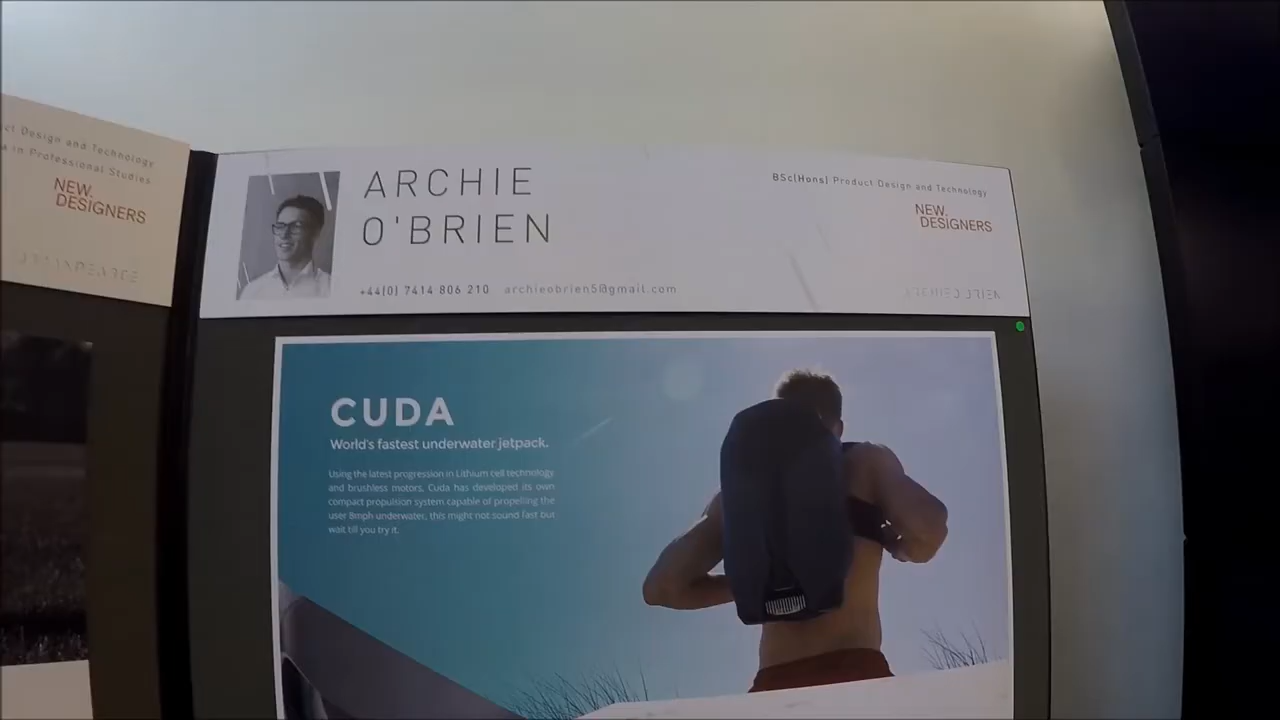 ct Design and Technology
a in Professional Studies
NEW.
DESIGNERS
ARCHIE
O'BRIEN
+44(0) 7414 806 210 archieobrien5@gmail.com
BSc(Hons) Product Design and Technology
NEW.
DESIGNERS
ARCHIE O'BRIEN
CUDA
World's fastest underwater jetpack.
Using the latest progression in Lithium cell technology
and brushless motors, Cuda has developed its own
compact propulsion system capable of propelling the
user 8mph underwater, this might not sound fast but
wait till you try it.